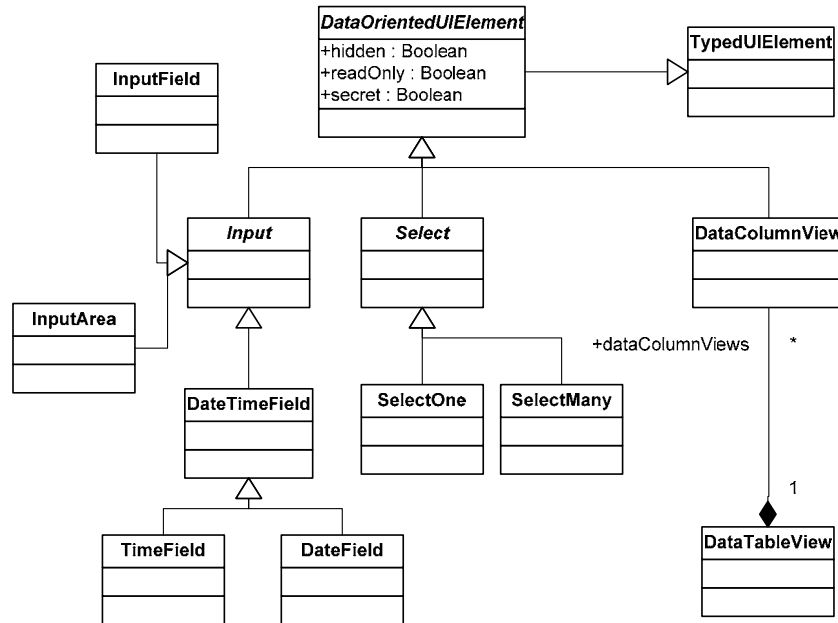 DataOrientedUIElement
+hidden : Boolean
+readOnly : Boolean
+secret : Boolean
TypedUIElement
InputField
Input
Select
DataColumnView
InputArea
+dataColumnViews
*
DateTimeField
SelectOne
SelectMany
1
TimeField
DateField
DataTableView